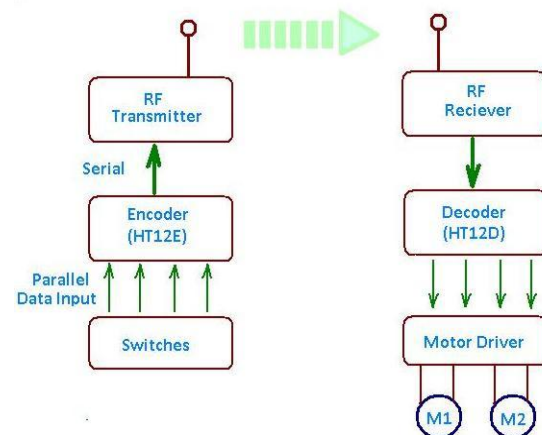 RF
Transmitter
Serial
Encoder
(HT12E)
Parallel
Data Input
Switches
RF
Reciever
Decoder
(HT12D)
Motor Driver
M1
M2